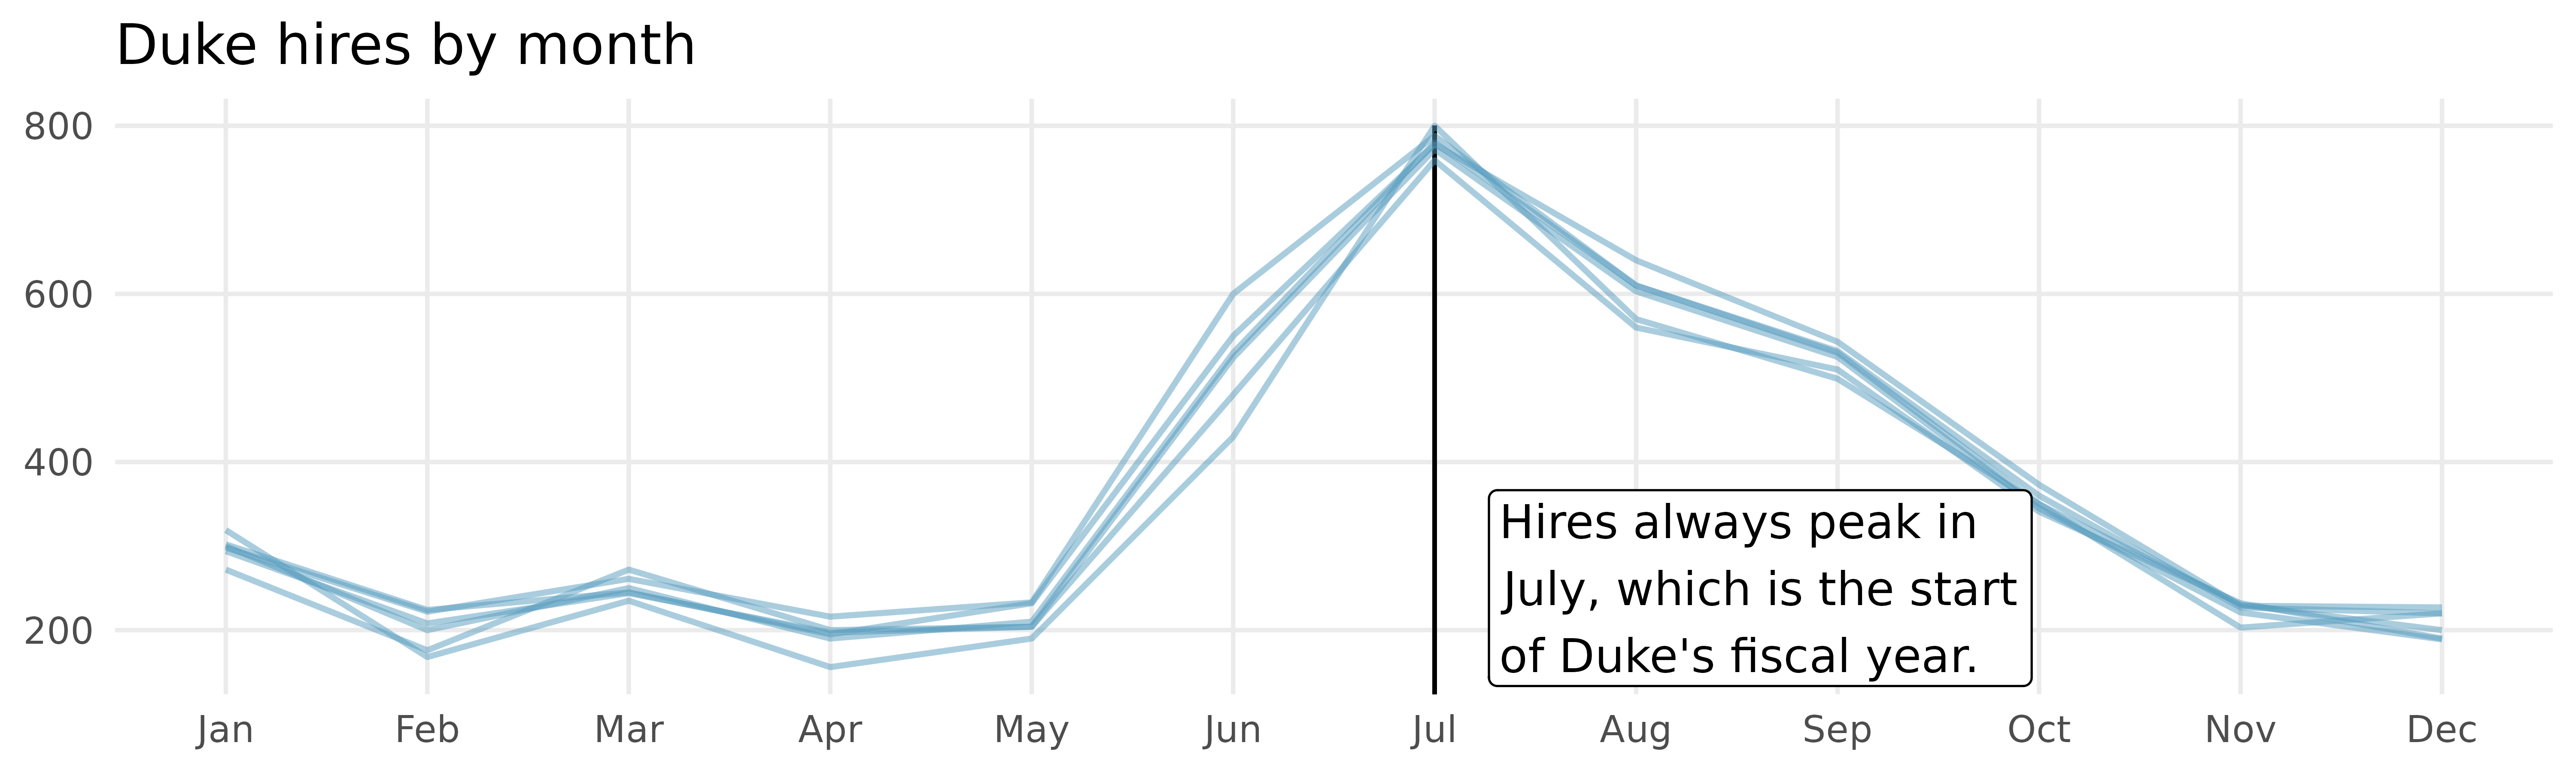 Duke hires by month
800
600
400
200
Hires always peak in
July, which is the start
of Duke's fiscal year.
Jan Feb Mar Apr May Jun Jul Aug Sep Oct Nov Dec